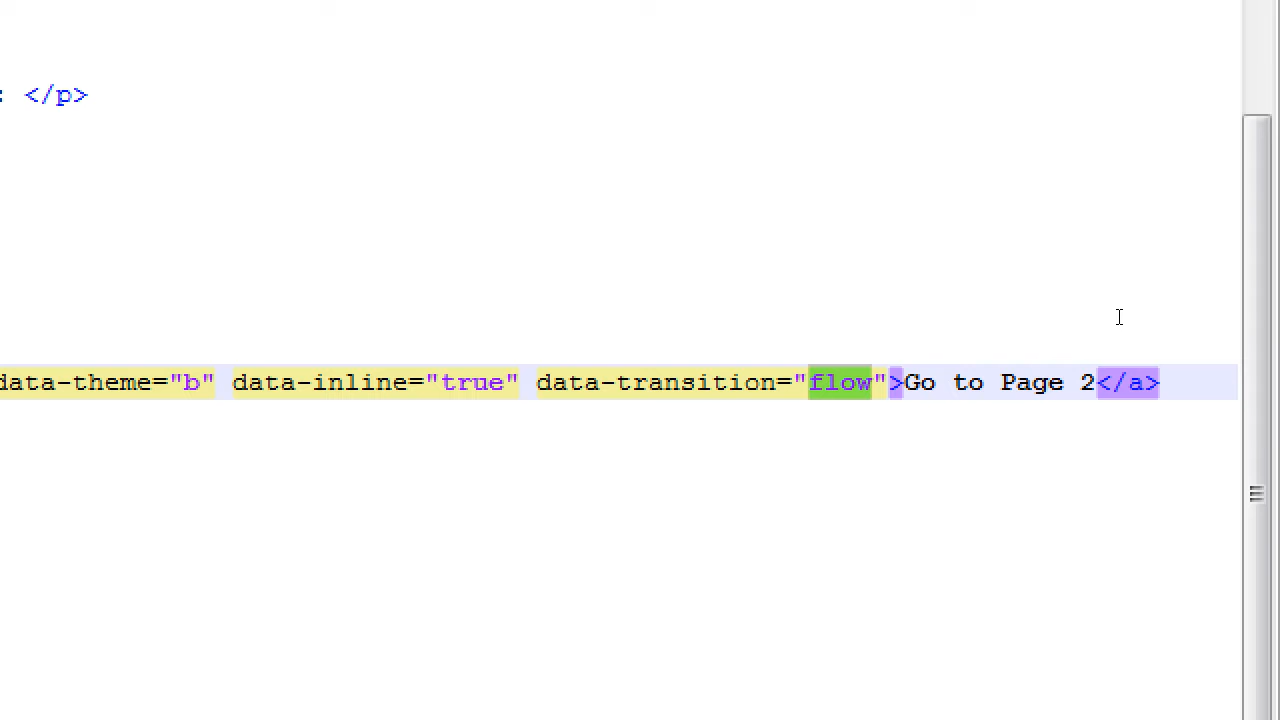 : </p>
data-theme="b" data-inline="true" data-transition="flow">Go to Page 2</a>